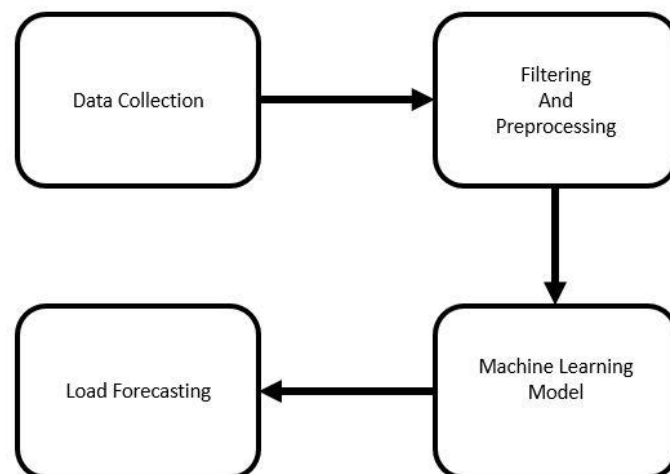 Data Collection
Filtering
And
Preprocessing
Machine Learning
Model
Load Forecasting